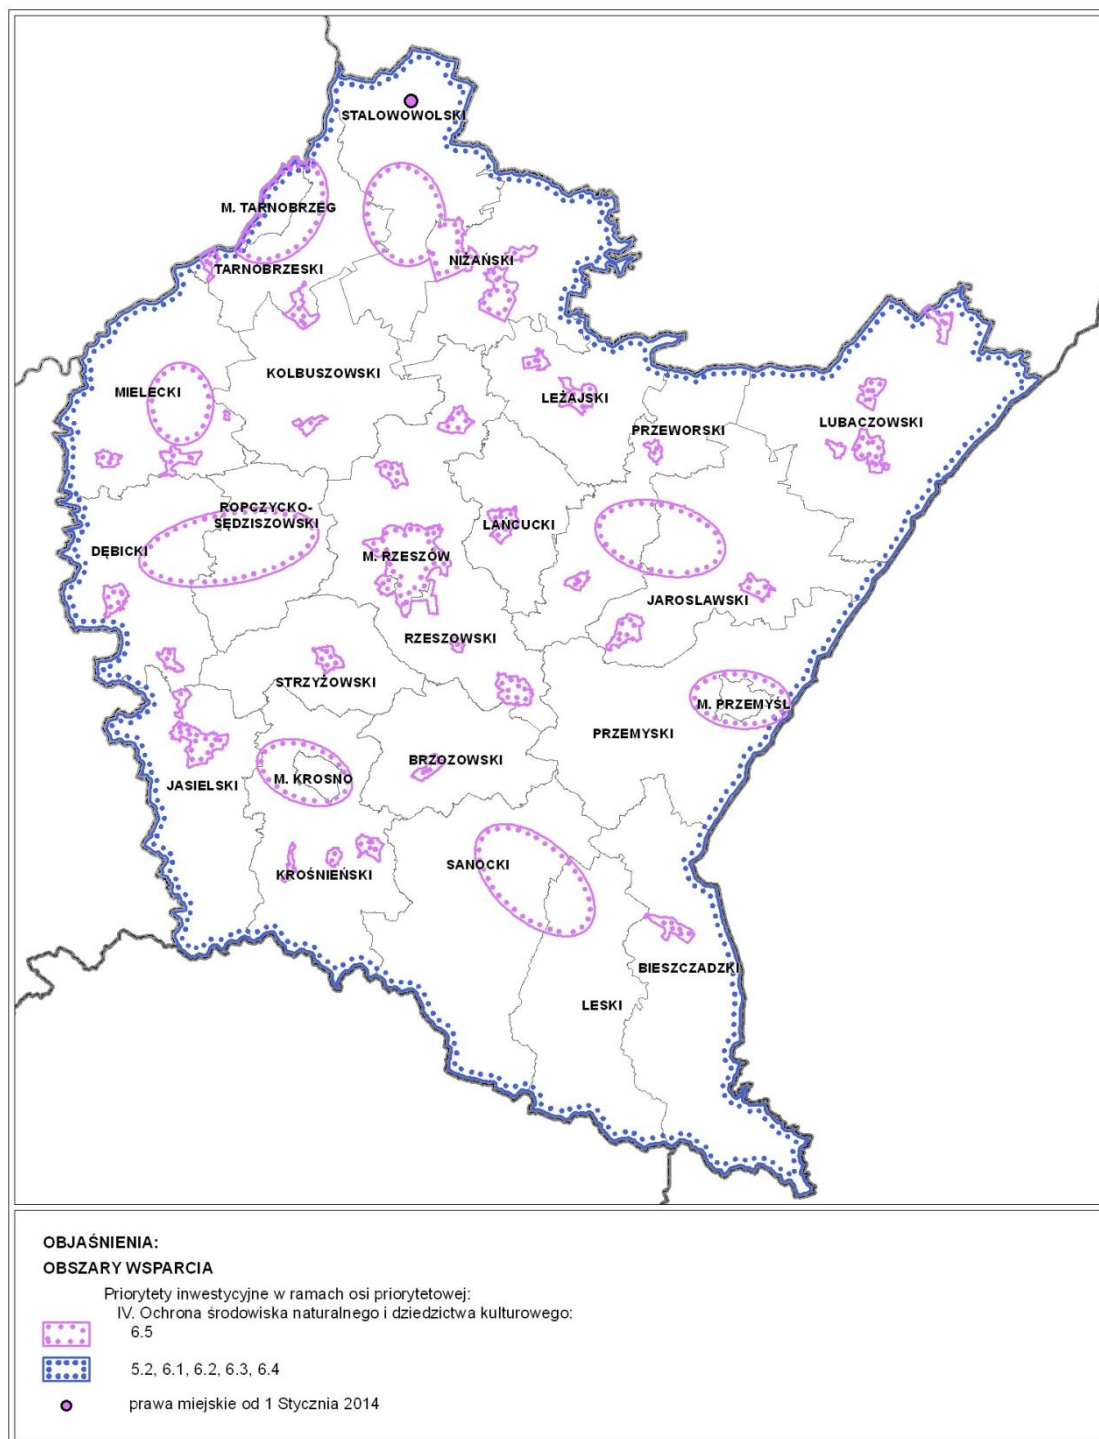 STALOWOWOLSKI
M. TARNOBRZEG
NIŻAŃSKI
TARNOBRZESKI
KOLBUSZOWSKI
MIELECKI
LEŻAJSKI
LUBACZOWSKI
PRZEWORSKI
ROPCZYCKO-
SĘDZISZOWSKI
ŁAŃCUCKI
DĘBICKI
M. RZESZÓW
JAROSLAWSKI
RZESZOWSKI
STRZYŻOWSKI
M. PRZEMYŚL
PRZEMYSKI
BRZOZOWSKI
M. KROSNO
JASIELSKI
SANOCKI
KROŚNIEŃSKI
BIESZCZADZKI
LESKI
OBJAŚNIENIA:
OBSZARY WSPARCIA
Priorytety inwestycyjne w ramach osi priorytetowej:
IV. Ochrona środowiska naturalnego i dziedzictwa kulturowego:
6.5
5.2, 6.1, 6.2, 6.3, 6.4
prawa miejskie od 1 Stycznia 2014